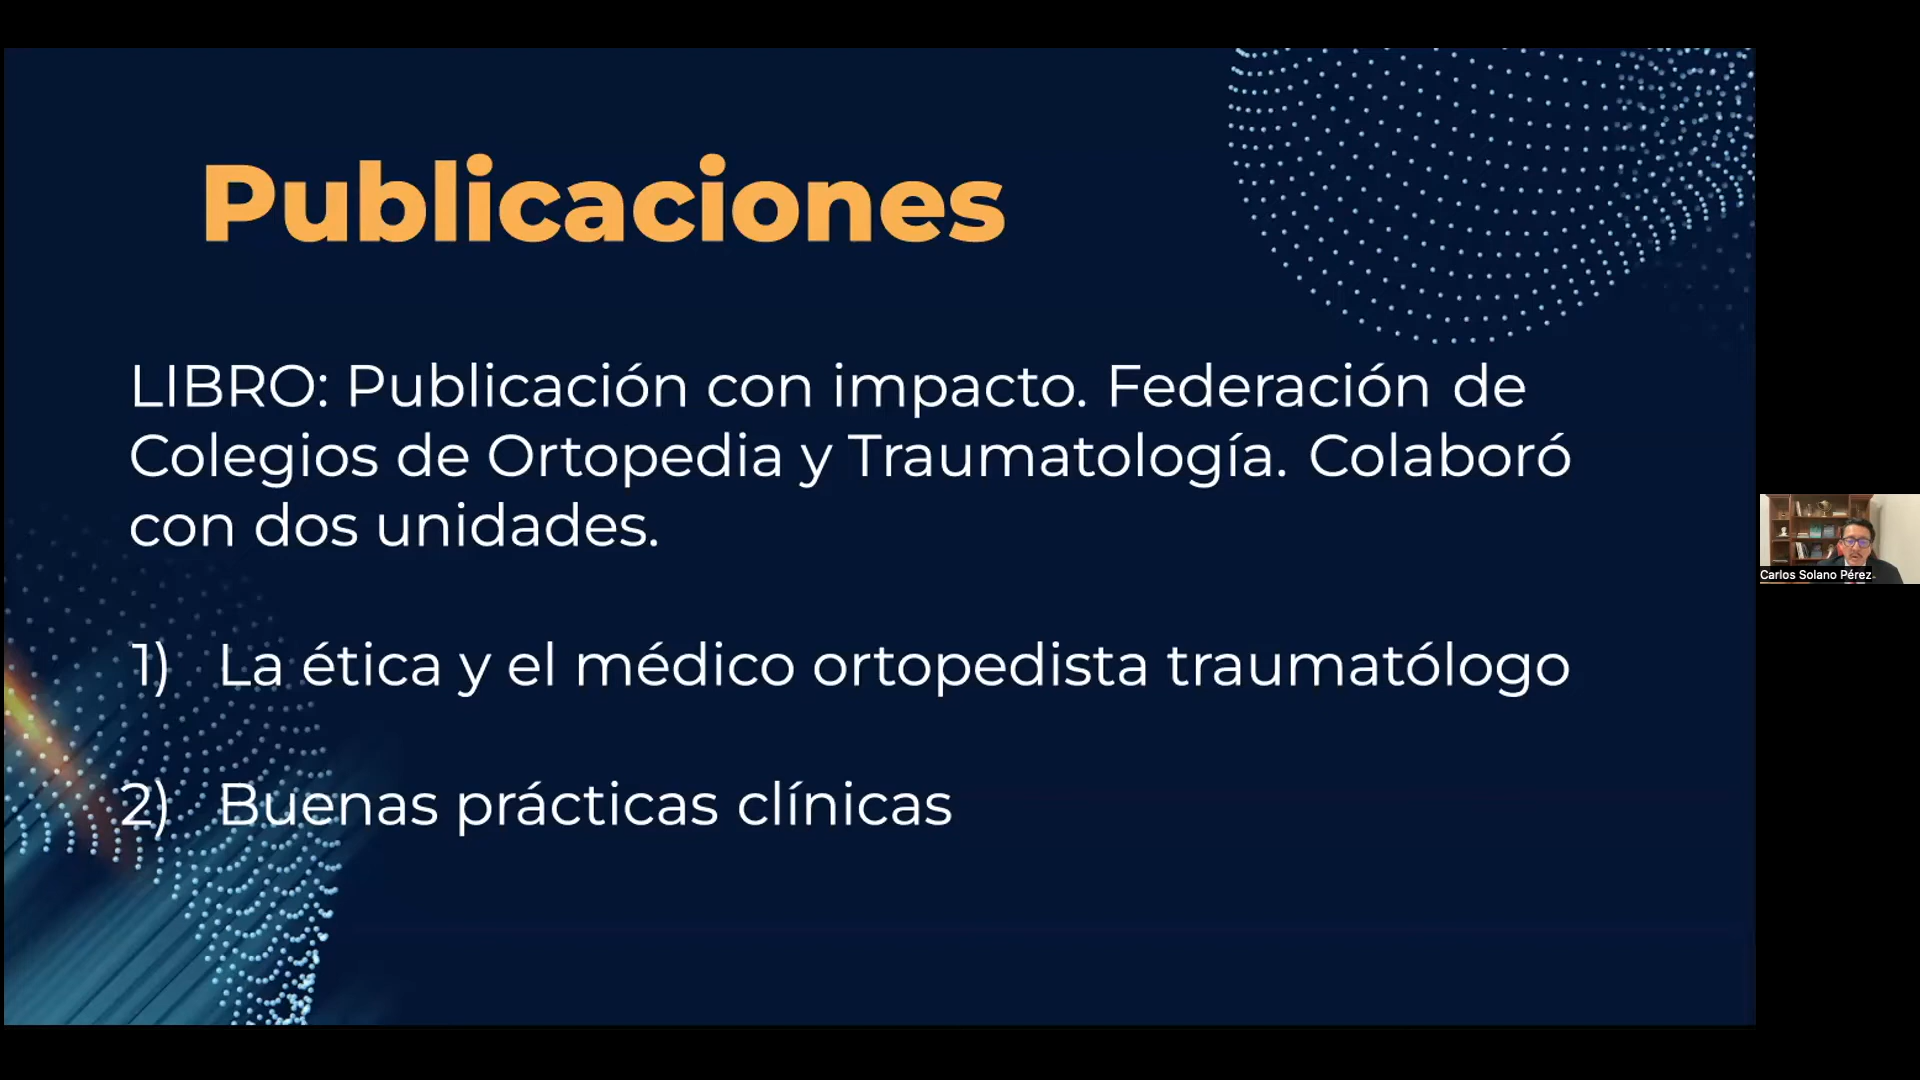 Publicaciones
LIBRO: Publicación con impacto. Federación de
Colegios de Ortopedia y Traumatología. Colaboró
con dos unidades.
1) La ética y el médico ortopedista traumatólogo
2) Buenas prácticas clínicas
Carlos Solano Pérez